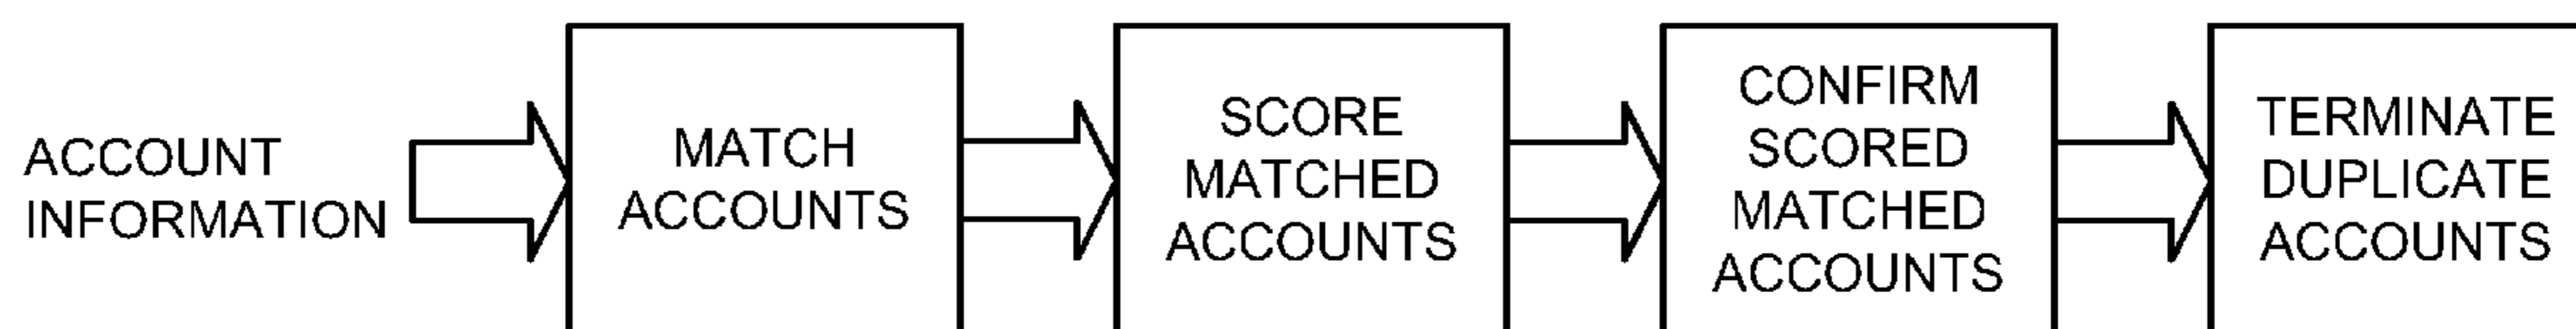 ACCOUNT
INFORMATION
MATCH
ACCOUNTS
SCORE
MATCHED
ACCOUNTS
CONFIRM
SCORED
MATCHED
ACCOUNTS
TERMINATE
DUPLICATE
ACCOUNTS